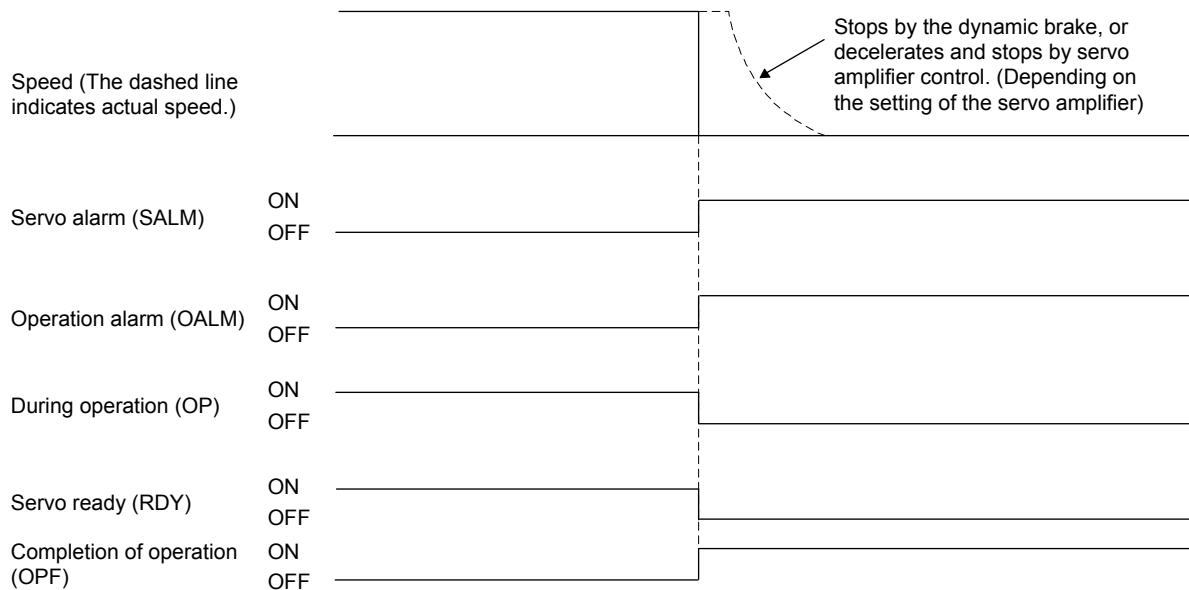 Stops by the dynamic brake, or
decelerates and stops by servo
amplifier control. (Depending on
the setting of the servo amplifier)
Speed (The dashed line
indicates actual speed.)
ON
Servo alarm (SALM)
OFF
ON
Operation alarm (OALM)
OFF
ON
During operation (OP)
OFF
ON
Servo ready (RDY)
OFF
Completion of operation
(OPF)
ON
OFF